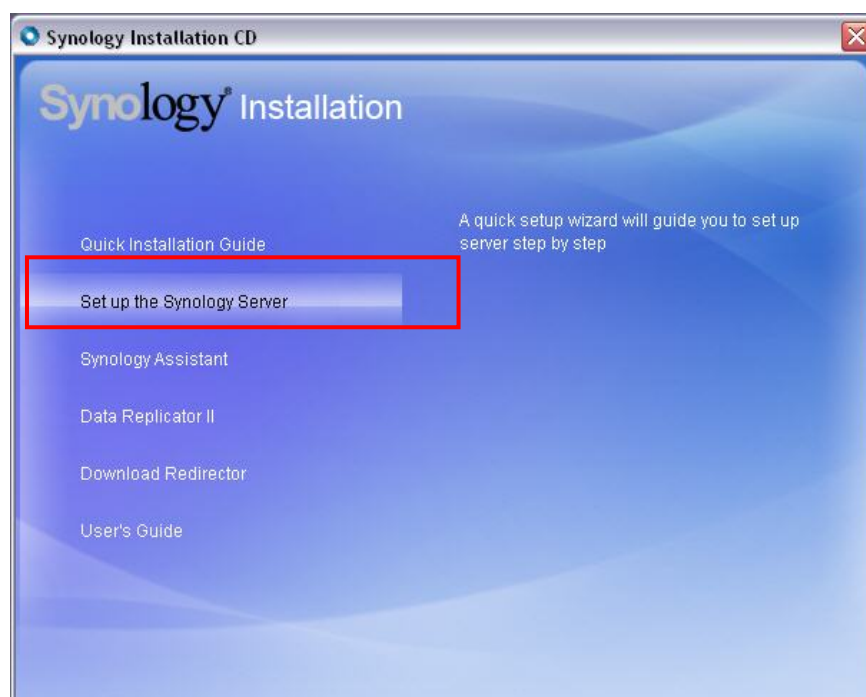 Synology Installation CD
Synology® Installation
Quick Installation Guide
Set up the Synology Server
Synology Assistant
Data Replicator II
Download Redirector
User's Guide
A quick setup wizard will guide you to set up
server step by step